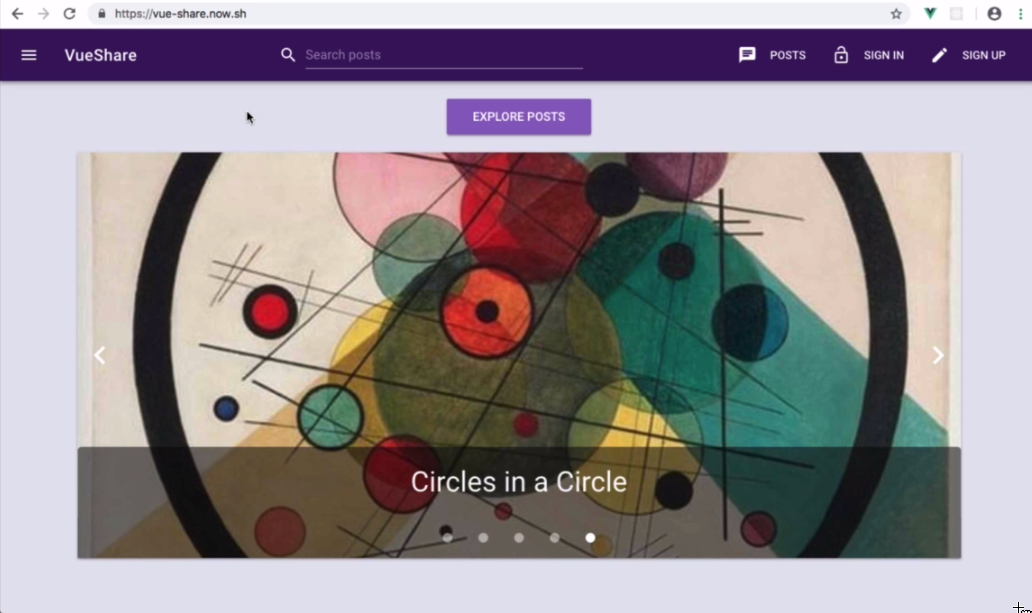 https://vue-share.now.sh
VueShare
Search posts
POSTS
SIGN IN
SIGN UP
EXPLORE POSTS
Circles in a Circle